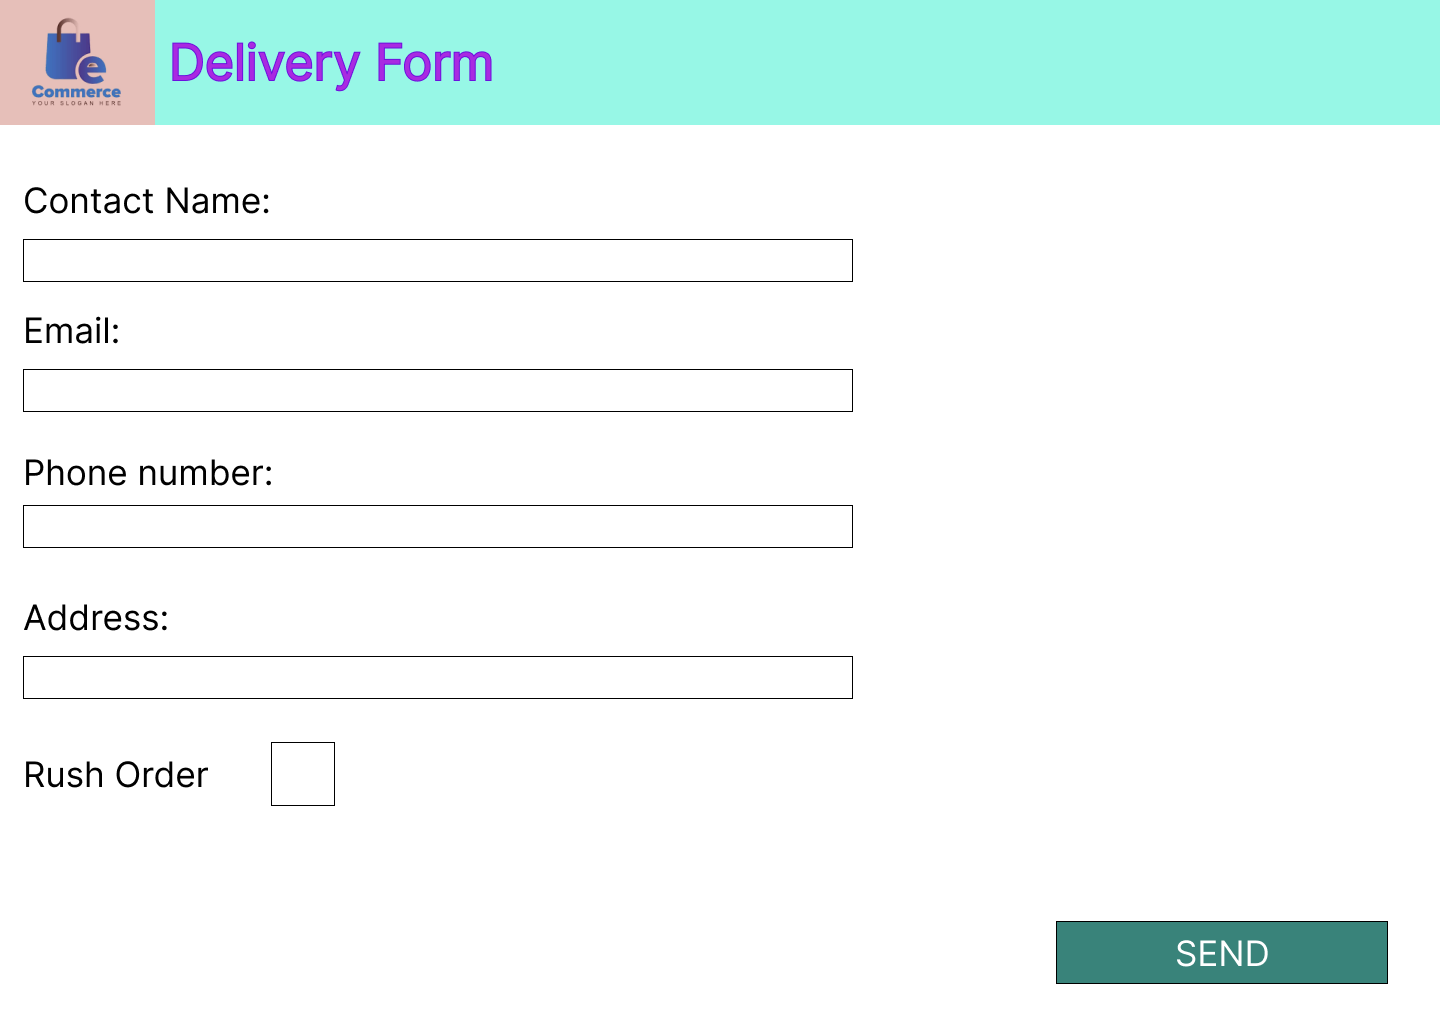 e
Commerce
YOUR SLOGAN HERE
Delivery Form
Contact Name:
Email:
Phone number:
Address:
Rush Order
SEND